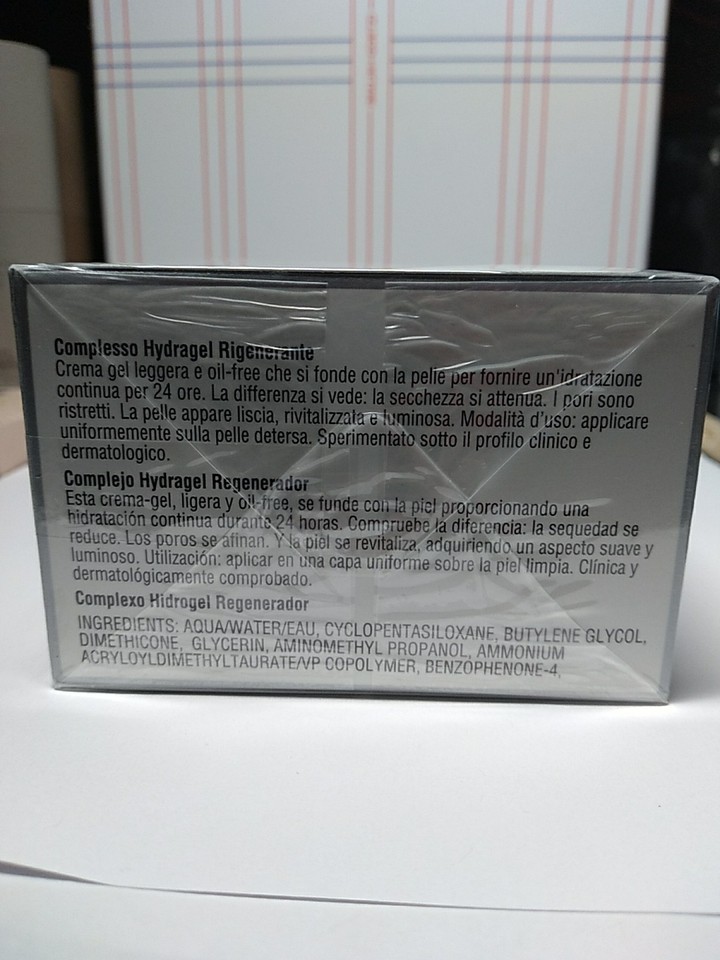 Complesso Hydragel Rigenerante
Crema gel leggera e oil-free che si fonde con la pelle per fornire un'idratazione
continua per 24 ore. La differenza si vede: la secchezza si attenua. I pori sono
ristretti. La pelle appare liscia, rivitalizzata e luminosa. Modalità d'uso: applicare
uniformemente sulla pelle detersa. Sperimentato sotto il profilo clinico e
dermatologico.
Complejo Hydragel Regenerador
Esta crema-gel, ligera y oil-free, se funde con la piel proporcionando una
hidratación continua durante 24 horas. Compruebe la diferencia: la sequedad se
reduce. Los poros se afinan. Y la piel se revitaliza, adquiriendo un aspecto suave y
luminoso. Utilización: aplicar en una capa uniforme sobre la piel limpia. Clínica y
dermatológicamente comprobado.
Complexo Hidrogel Regenerador
INGREDIENTS: AQUA/WATER/EAU, CYCLOPENTASILOXANE, BUTYLENE GLYCOL,
DIMETHICONE, GLYCERIN, AMINOMETHYL PROPANOL, AMMONIUM
ACRYLOYLDIMETHYLTAURATE/VP COPOLYMER, BENZOPHENONE-4,